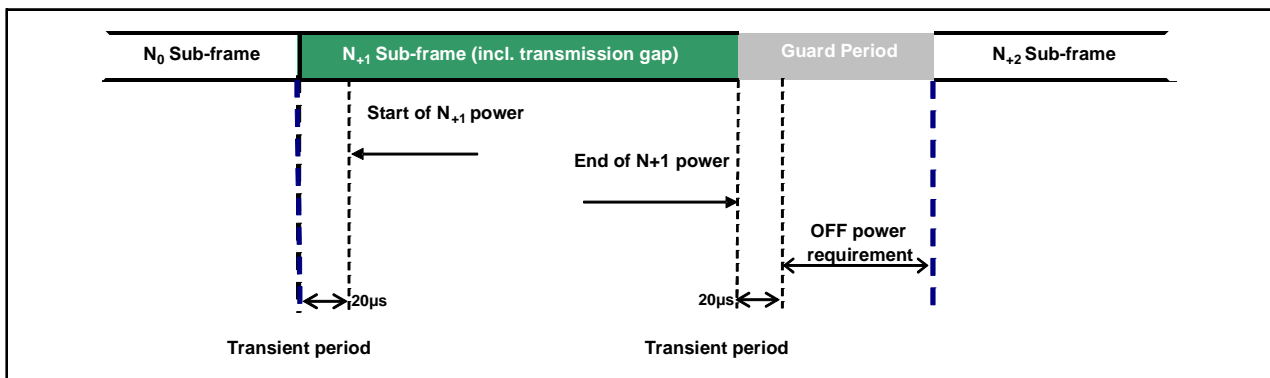 N0 Sub-frame
N+1 Sub-frame (incl. transmission gap)
Guard Period
N+2 Sub-frame
Start of N+1 power
End of N+1 power
OFF power
requirement
20µs
20µs
Transient period
Transient period